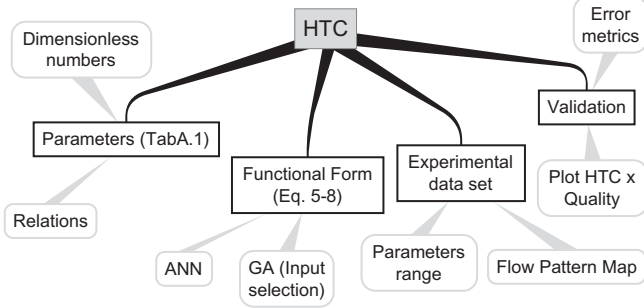 HTC
Error
metrics
Dimensionless
numbers
Validation
Parameters (TabA.1)
Functional Form
(Eq. 5-8)
Experimental
data set
Plot HTC x
Quality
Relations
ANN
GA (Input
selection)
Parameters
range
Flow Pattern Map